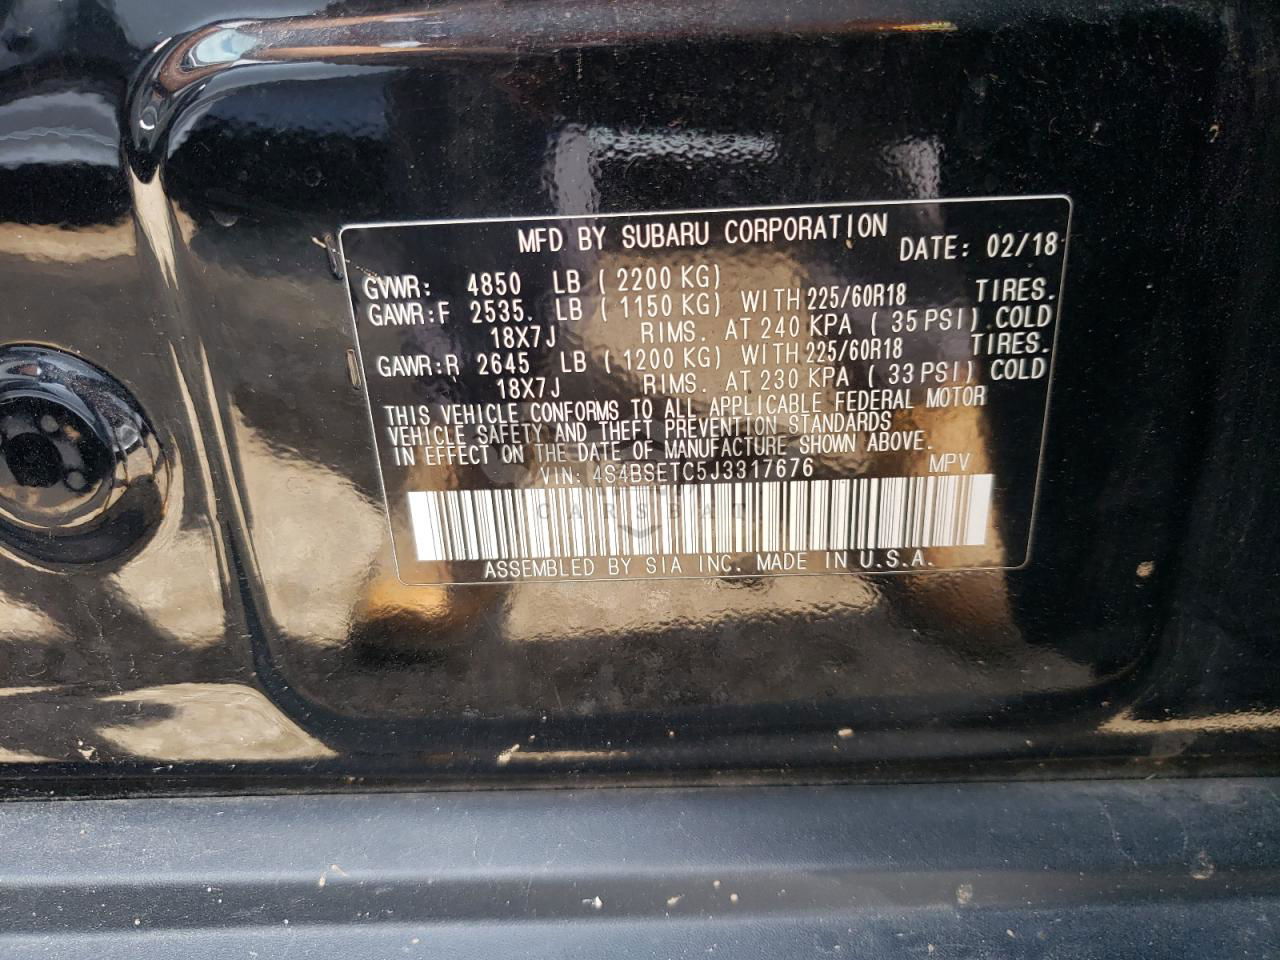 MFD BY SUBARU CORPORATION DATE: 02/18
GVWR: 4850 LB ( 2200 KG)
GAWR:F 2535. LB ( 1150 KG) WITH 225/60R18 TIRES.
18X7J RIMS. AT 240 KPA ( 35 PSI) COLD
GAWR:R 2645 LB ( 1200 KG) WITH 225/60R18 TIRES.
18X7J RIMS. AT 230 KPA ( 33 PSI) COLD
THIS VEHICLE CONFORMS TO ALL APPLICABLE FEDERAL MOTOR
VEHICLE SAFETY AND THEFT PREVENTION STANDARDS
IN EFFECT ON THE DATE OF MANUFACTURE SHOWN ABOVE.
VIN: 4S4BSETC5J3317676 MPV
ASSEMBLED BY SIA INC. MADE IN U.S.A.